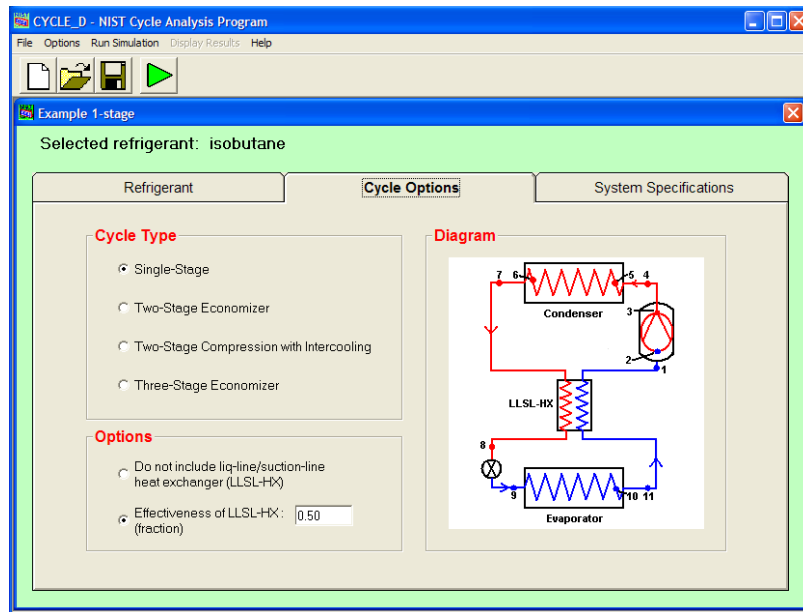 CYCLE_D - NIST Cycle Analysis Program
File Options Run Simulation Display Results Help
Example 1-stage
Selected refrigerant: isobutane
Refrigerant
Cycle Options
System Specifications
Cycle Type
Single-Stage
Two-Stage Economizer
Two-Stage Compression with Intercooling
Three-Stage Economizer
Options
Do not include liq-line/suction-line
heat exchanger (LLSL-HX)
Effectiveness of LLSL-HX : 0.50
(fraction)
Diagram
7 6 5 4
Condenser
3
2
1
LLSL-HX
8
9 10 11
Evaporator